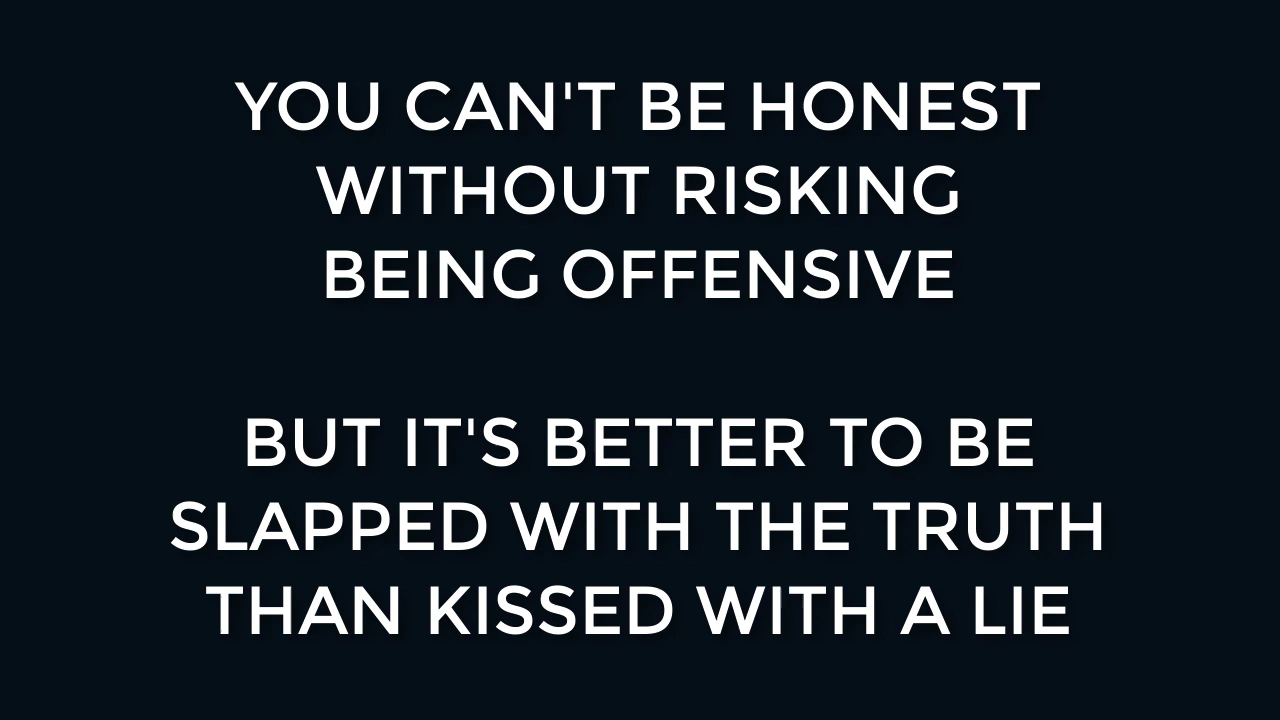 YOU CAN'T BE HONEST
WITHOUT RISKING
BEING OFFENSIVE
BUT IT'S BETTER TO BE
SLAPPED WITH THE TRUTH
THAN KISSED WITH A LIE